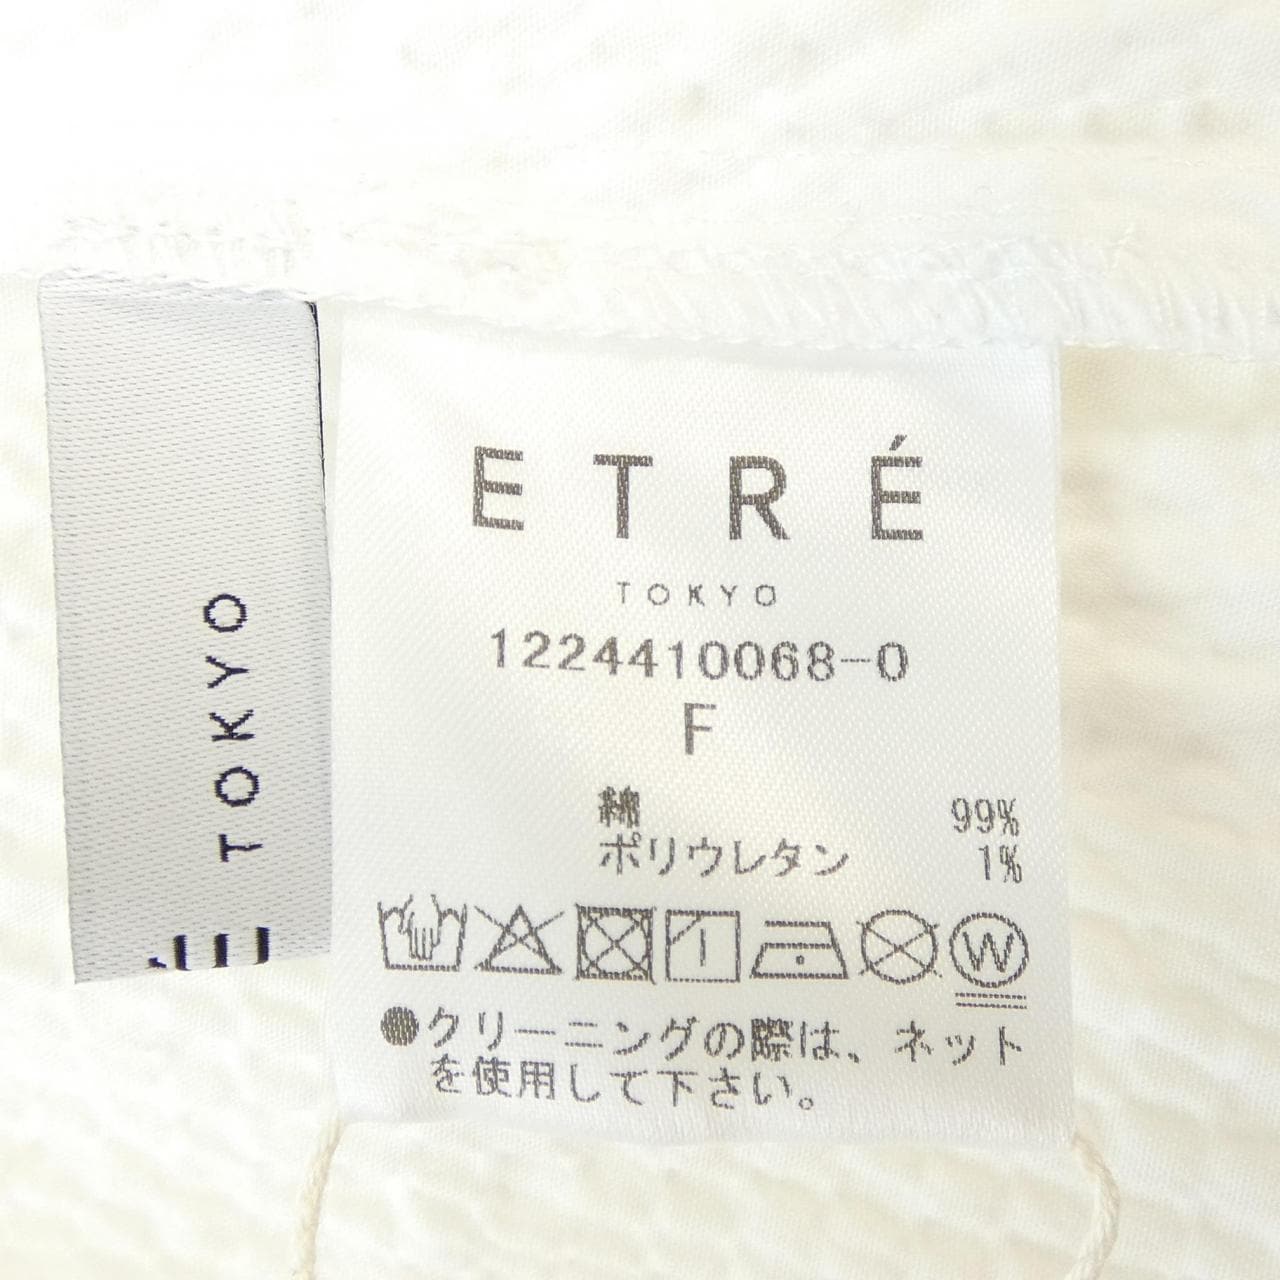 É TOKYO
ETRÉ
TOKYO
1224410068-0
F
綿 99%
ポリウレタン 1%
W
●クリーニングの際は、ネット
を使用して下さい。